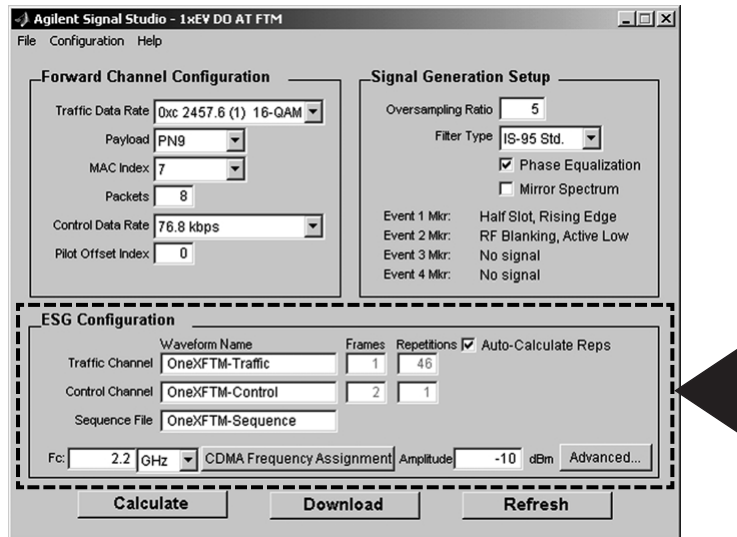 Agilent Signal Studio - 1xEV DO AT FTM
File Configuration Help
Forward Channel Configuration
Traffic Data Rate 0xc 2457.6 (1) 16-QAM
Payload PN9
MAC Index 7
Packets 8
Control Data Rate 76.8 kbps
Pilot Offset Index 0
Signal Generation Setup
Oversampling Ratio 5
Filter Type IS-95 Std.
Phase Equalization
Mirror Spectrum
Event 1 Mkr: Half Slot, Rising Edge
Event 2 Mkr: RF Blanking, Active Low
Event 3 Mkr: No signal
Event 4 Mkr: No signal
ESG Configuration
Waveform Name Frames Repetitions Auto-Calculate Reps
Traffic Channel OneXFTM-Traffic 1 46
Control Channel OneXFTM-Control 2 1
Sequence File OneXFTM-Sequence
Fc: 2.2 GHz CDMA Frequency Assignment Amplitude -10 dBm Advanced...
Calculate Download Refresh